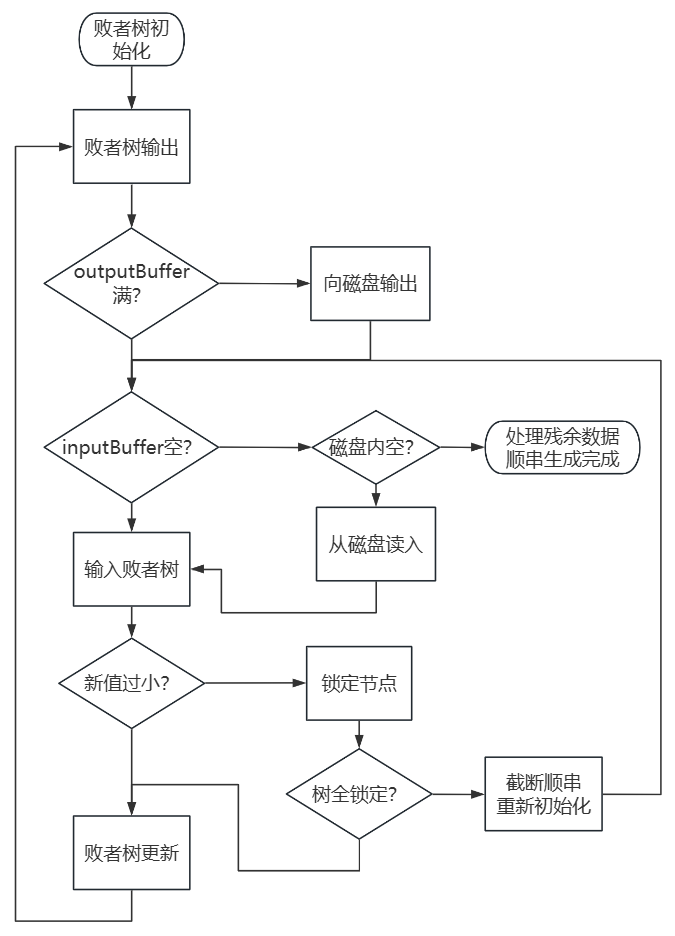 败者树初
始化
败者树输出
outputBuffer
满?
向磁盘输出
inputBuffer空?
磁盘内空?
处理残余数据
顺串生成完成
从磁盘读入
输入败者树
新值过小?
锁定节点
树全锁定?
截断顺串
重新初始化
败者树更新